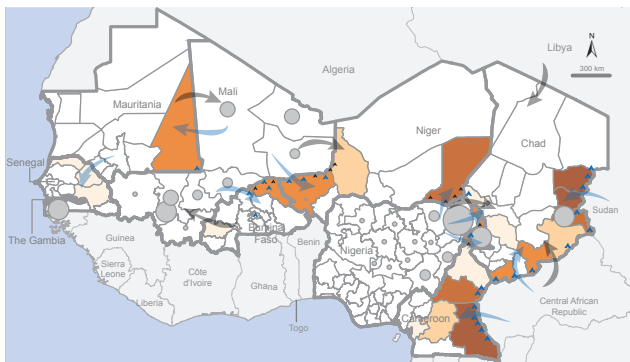 Libya
N
300 km
Algeria
Mali
Mauritania
Niger
Chad
Senegal
Sudan
The Gambia
Burkina
Faso
Guinea
Benin
Nigeria
Sierra
Leone
Côte
d'Ivoire
Ghana
Liberia
Central African
Republic
Cameroon
Togo